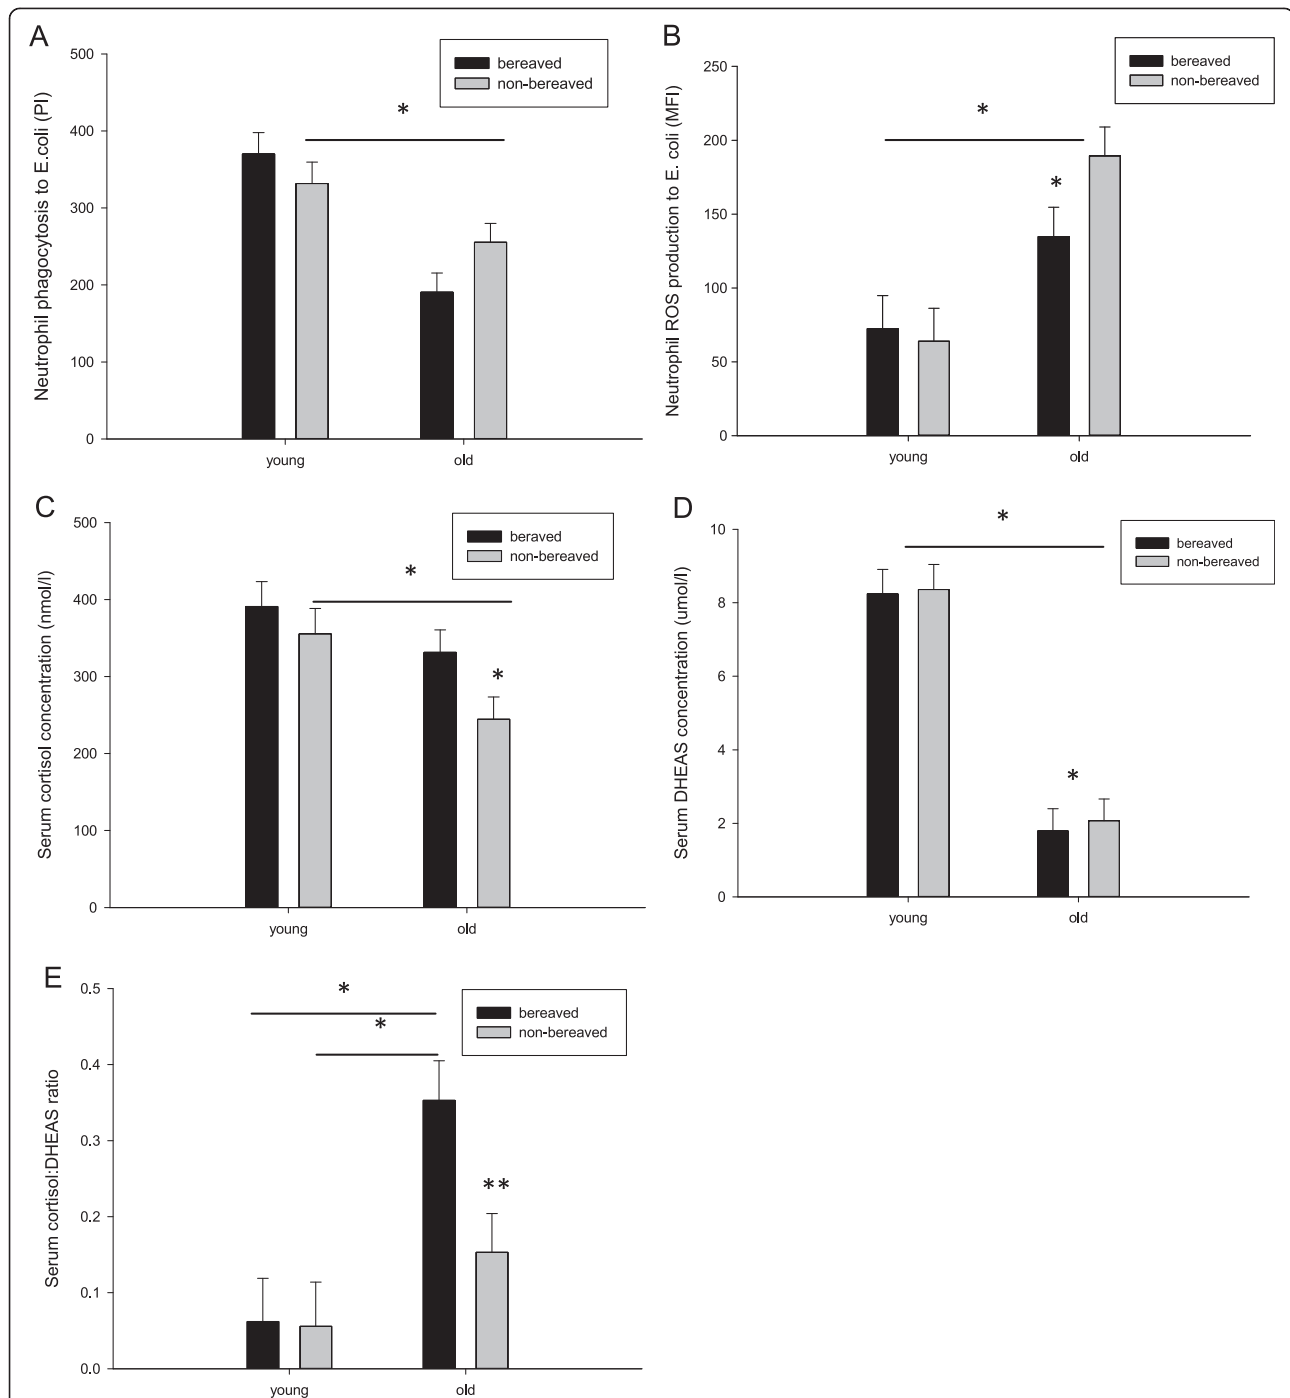 A
Neutrophil phagocytosis to E.coli (PI)
500
400
300
200
100
0
bereaved
non-bereaved
*
young
old
B
Neutrophil ROS production to E. coli (MFI)
250
200
150
100
50
0
bereaved
non-bereaved
*
*
young
old
C
Serum cortisol concentration (nmol/l)
500
400
300
200
100
0
beraved
non-bereaved
*
*
young
old
D
Serum DHEAS concentration (umol/l)
10
8
6
4
2
0
bereaved
non-bereaved
*
*
young
old
E
Serum cortisol:DHEAS ratio
0.5
0.4
0.3
0.2
0.1
0.0
bereaved
non-bereaved
*
*
**
young
old